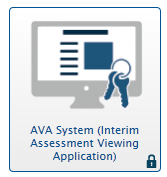 AVA System (Interim
Assessment Viewing
Application)